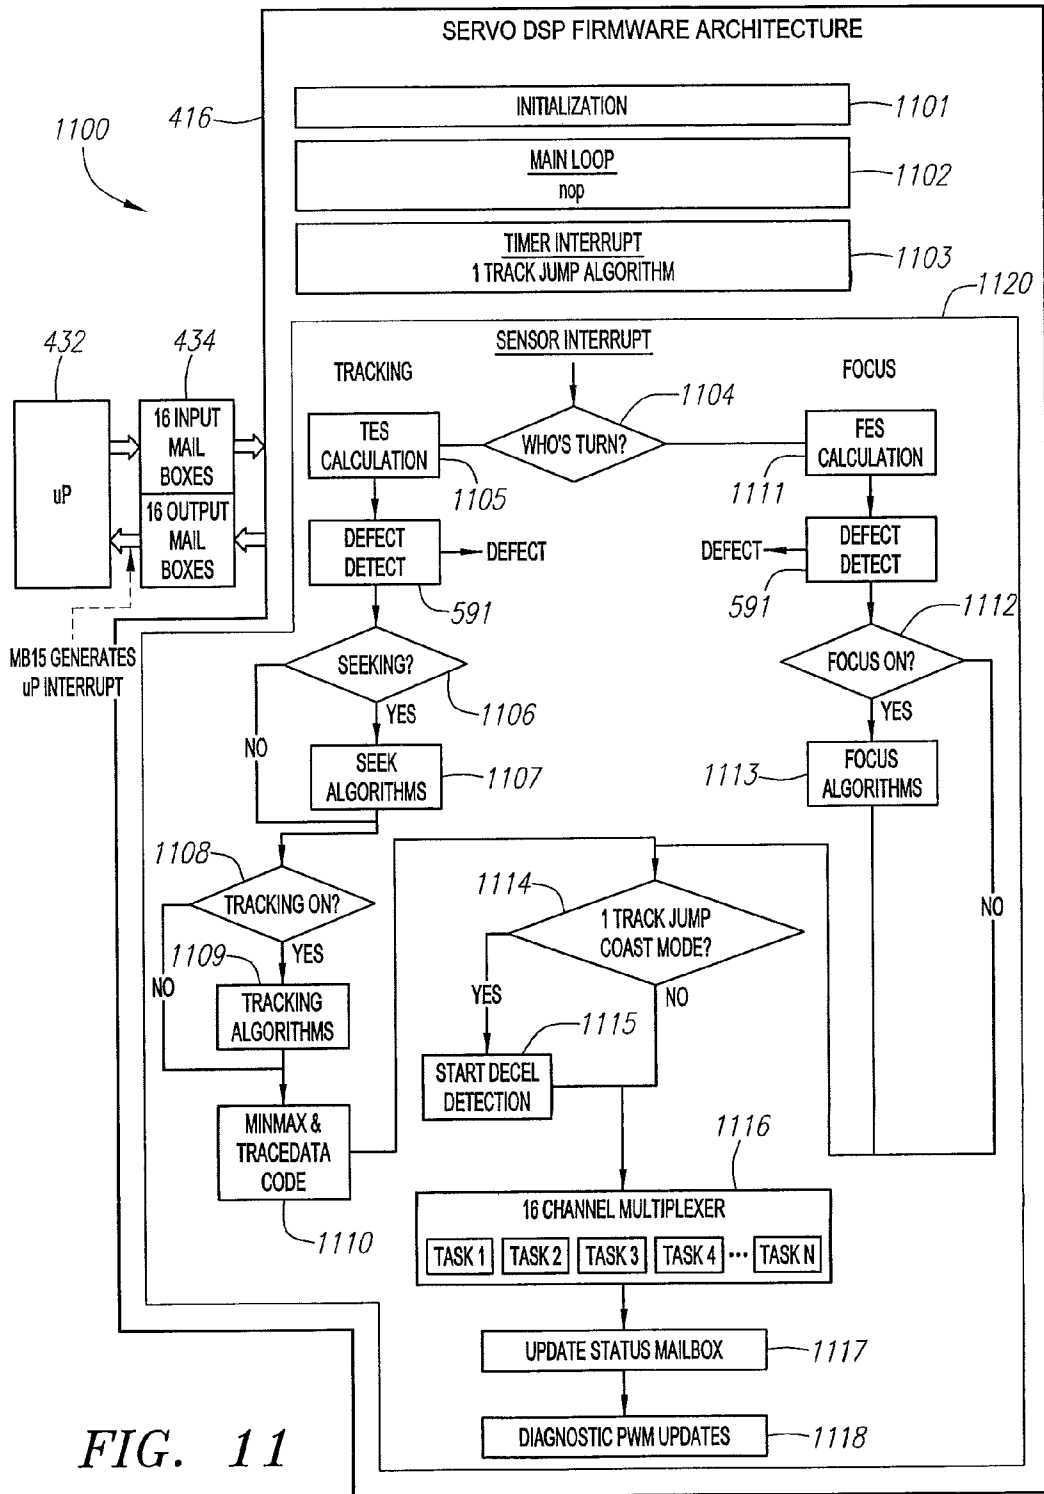 SERVO DSP FIRMWARE ARCHITECTURE
1100
416
INITIALIZATION
1101
MAIN LOOP
nop
1102
TIMER INTERRUPT
1 TRACK JUMP ALGORITHM
1103
1120
432
434
SENSOR INTERRUPT
TRACKING
FOCUS
1104
uP
16 INPUT
MAIL
BOXES
16 OUTPUT
MAIL
BOXES
MB15 GENERATES
uP INTERRUPT
TES
CALCULATION
1105
WHO'S TURN?
FES
CALCULATION
1111
DEFECT
DETECT
DEFECT
591
DEFECT
DEFECT
DETECT
591
1112
SEEKING?
1106
YES
NO
FOCUS ON?
YES
NO
SEEK
ALGORITHMS
1107
1113
FOCUS
ALGORITHMS
1108
TRACKING ON?
YES
NO
1109
TRACKING
ALGORITHMS
1114
1 TRACK JUMP
COAST MODE?
YES
NO
1115
START DECEL
DETECTION
MINMAX &
TRACEDATA
CODE
1110
1116
16 CHANNEL MULTIPLEXER
TASK 1 TASK 2 TASK 3 TASK 4 ··· TASK N
UPDATE STATUS MAILBOX
1117
DIAGNOSTIC PWM UPDATES
1118
FIG. 11